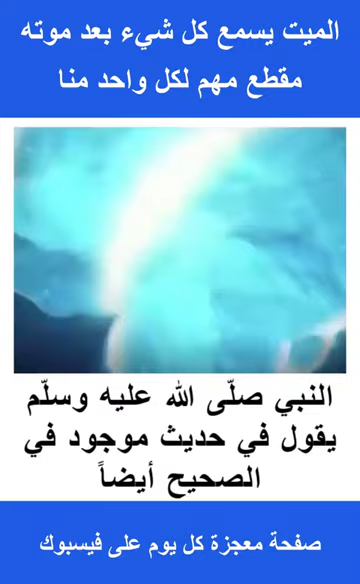 الميت يسمع كل شيء بعد موته
مقطع مهم لكل واحد منا
النبي صلّى الله عليه وسلّم
يقول في حديث موجود في
الصحيح أيضاً
صفحة معجزة كل يوم على فيسبوك